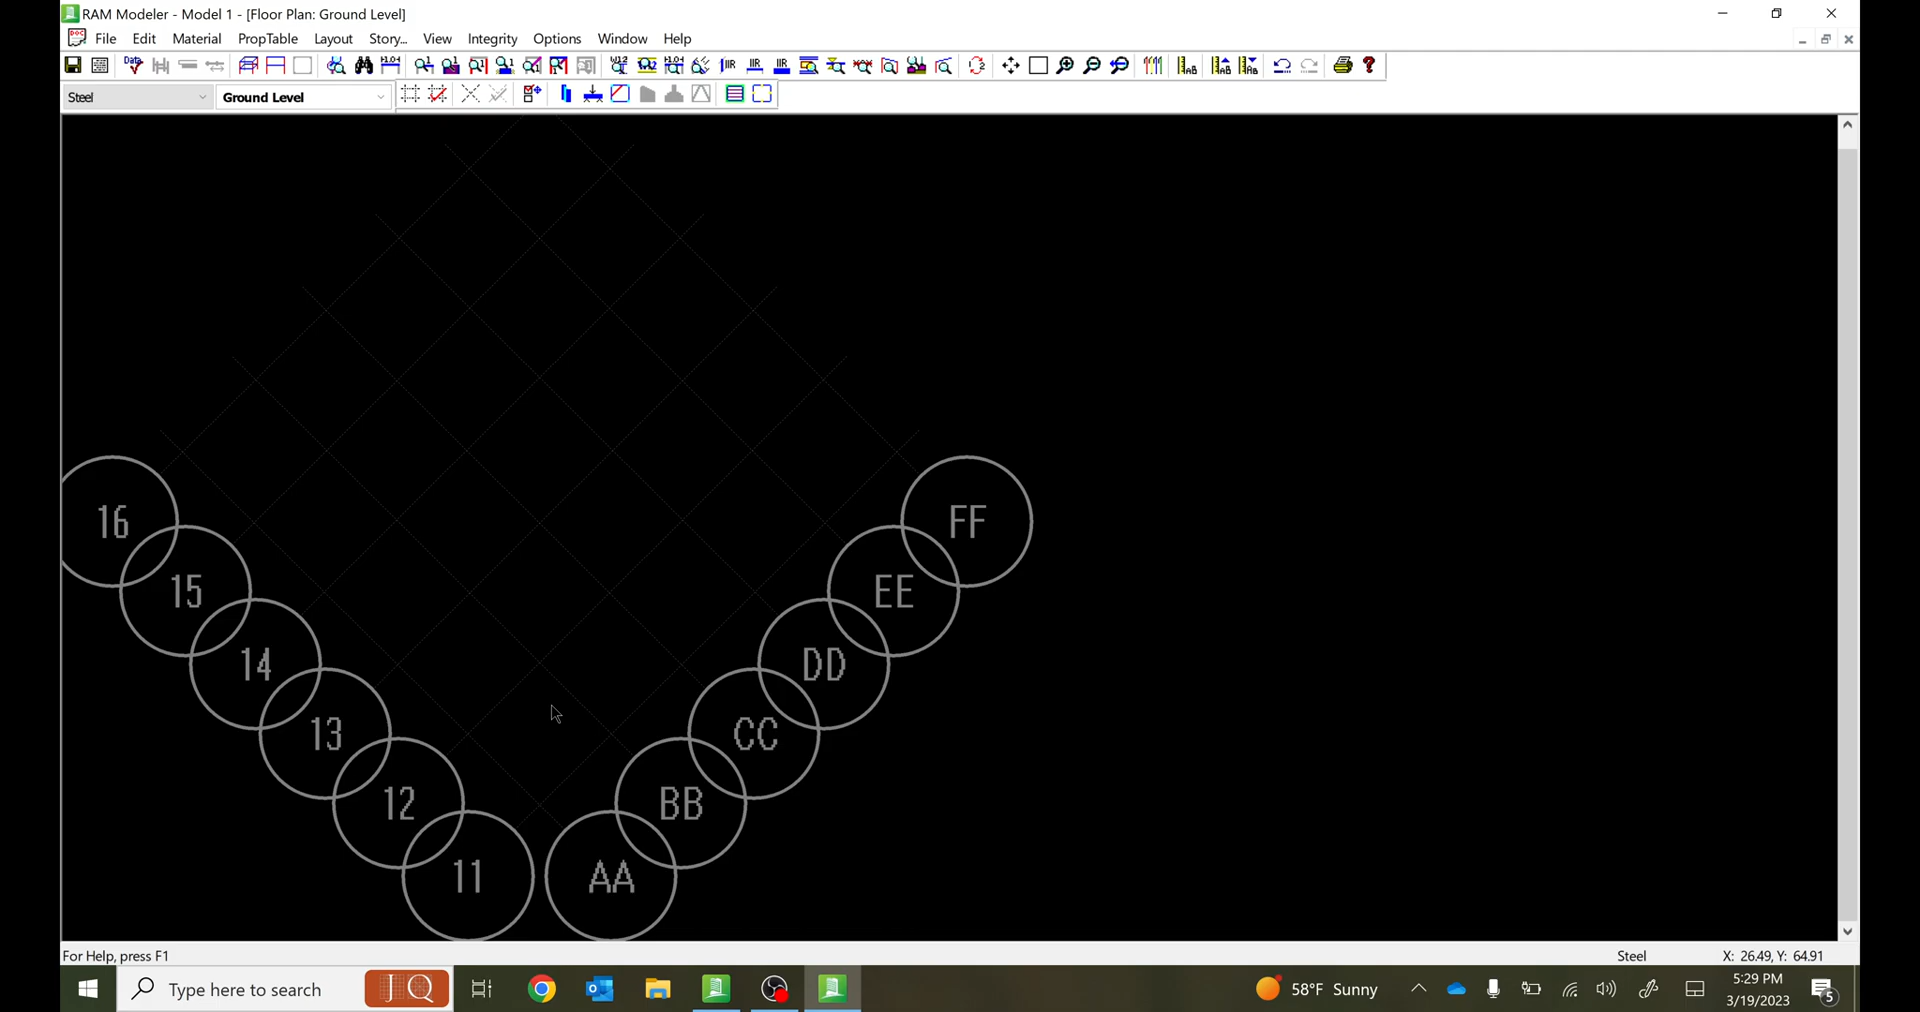 RAM Modeler - Model 1 - [Floor Plan: Ground Level]
File Edit Material PropTable Layout Story... View Integrity Options Window Help
Steel Ground Level
16 FF
15 EE
14 DD
13 CC
12 BB
11 AA
For Help, press F1 Steel X: 26.49, Y: 64.91
Type here to search 58°F Sunny 5:29 PM
3/19/2023 5